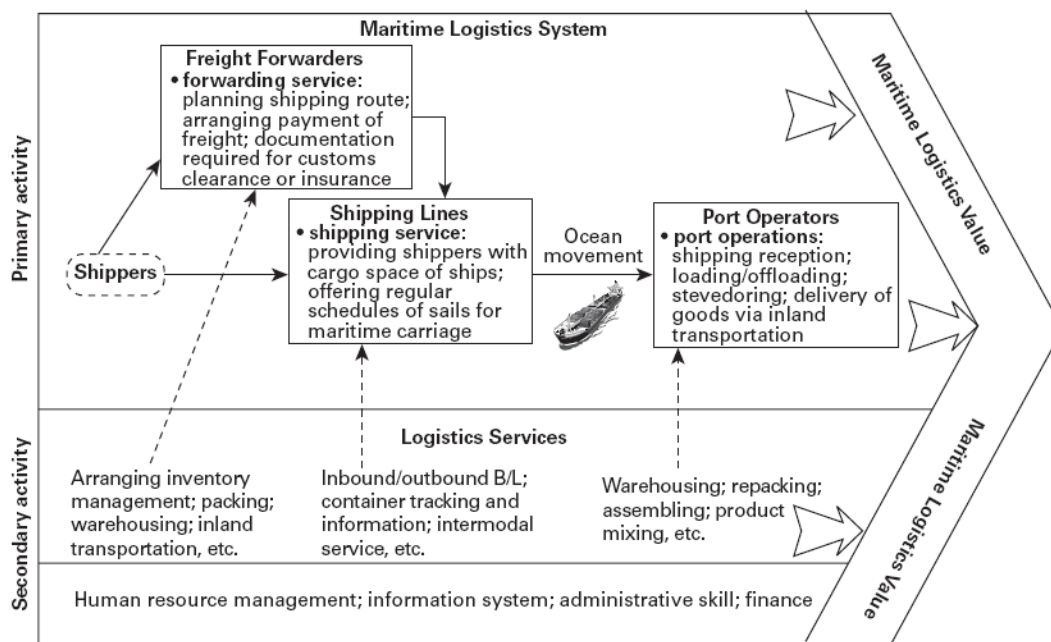 Maritime Logistics System
Primary activity
Freight Forwarders
• forwarding service:
planning shipping route;
arranging payment of
freight; documentation
required for customs
clearance or insurance
Shippers
Shipping Lines
• shipping service:
providing shippers with
cargo space of ships;
offering regular
schedules of sails for
maritime carriage
Ocean
movement
Port Operators
• port operations:
shipping reception;
loading/offloading;
stevedoring; delivery of
goods via inland
transportation
Maritime Logistics Value
Secondary activity
Logistics Services
Arranging inventory
management; packing;
warehousing; inland
transportation, etc.
Inbound/outbound B/L;
container tracking and
information; intermodal
service, etc.
Warehousing; repacking;
assembling; product
mixing, etc.
Maritime Logistics Value
Human resource management; information system; administrative skill; finance